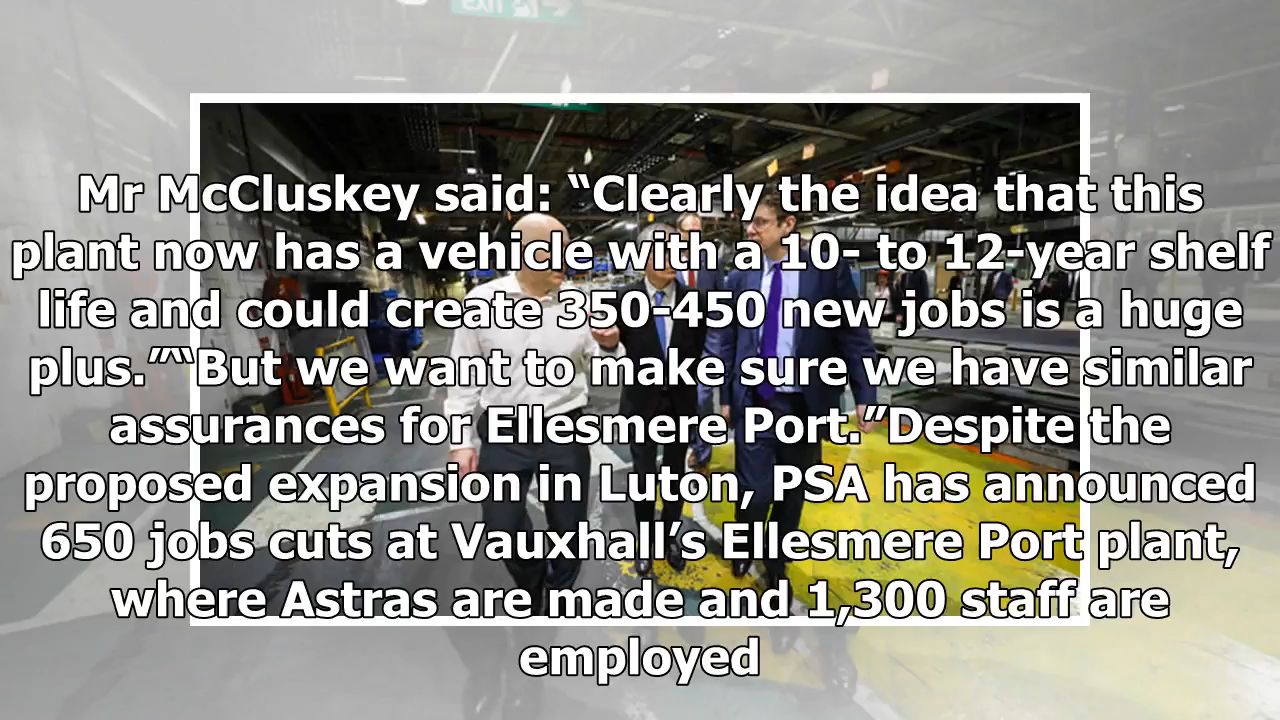 EXIT
Mr McCluskey said: “Clearly the idea that this
plant now has a vehicle with a 10- to 12-year shelf
life and could create 350-450 new jobs is a huge
plus.”“But we want to make sure we have similar
assurances for Ellesmere Port.”Despite the
proposed expansion in Luton, PSA has announced
650 jobs cuts at Vauxhall’s Ellesmere Port plant,
where Astras are made and 1,300 staff are
employed